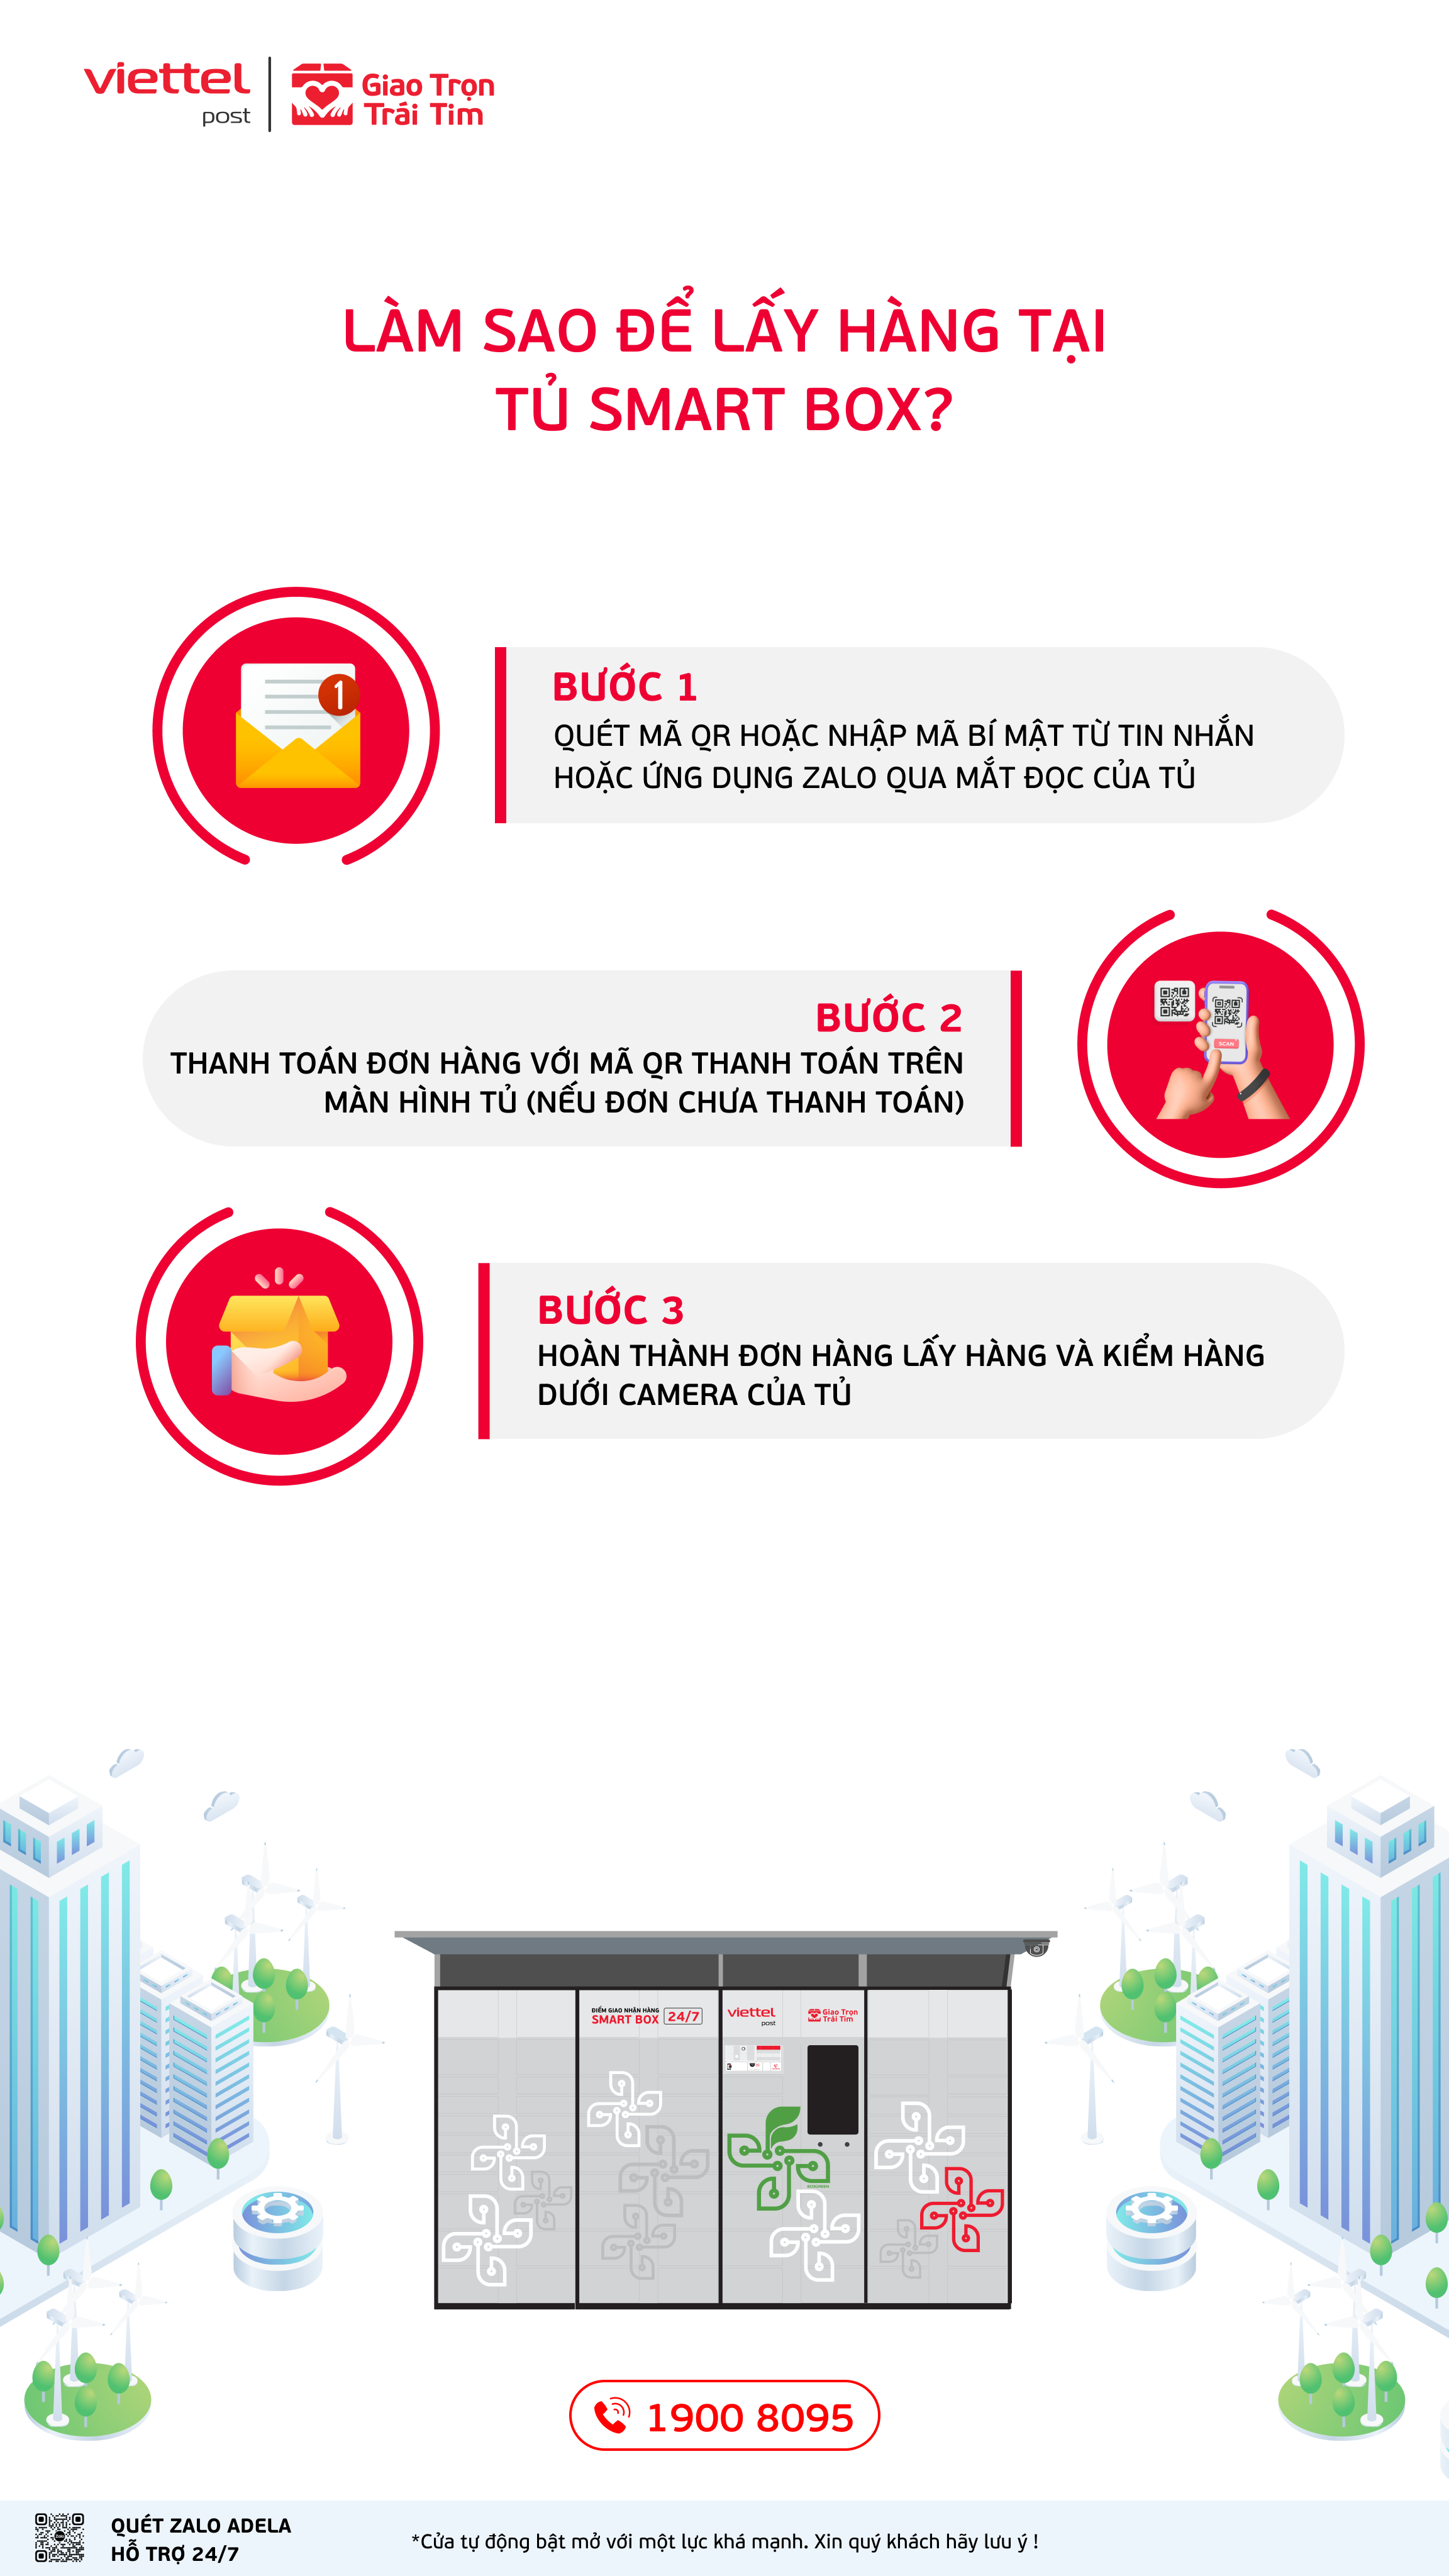 viettel
post
Giao Trọn
Trái Tim
LÀM SAO ĐỂ LẤY HÀNG TẠI
TỦ SMART BOX?
1
BƯỚC 1
QUÉT MÃ QR HOẶC NHẬP MÃ BÍ MẬT TỪ TIN NHẮN
HOẶC ỨNG DỤNG ZALO QUA MẮT ĐỌC CỦA TỦ
BƯỚC 2
THANH TOÁN ĐƠN HÀNG VỚI MÃ QR THANH TOÁN TRÊN
MÀN HÌNH TỦ (NẾU ĐƠN CHƯA THANH TOÁN)
SCAN
BƯỚC 3
HOÀN THÀNH ĐƠN HÀNG LẤY HÀNG VÀ KIỂM HÀNG
DƯỚI CAMERA CỦA TỦ
ĐIỂM GIAO NHẬN HÀNG
SMART BOX 24/7
viettel
post
Giao Trọn
Trái Tim
1900 8095
QUÉT ZALO ADELA
HỖ TRỢ 24/7
*Cửa tự động bật mở với một lực khá mạnh. Xin quý khách hãy lưu ý !